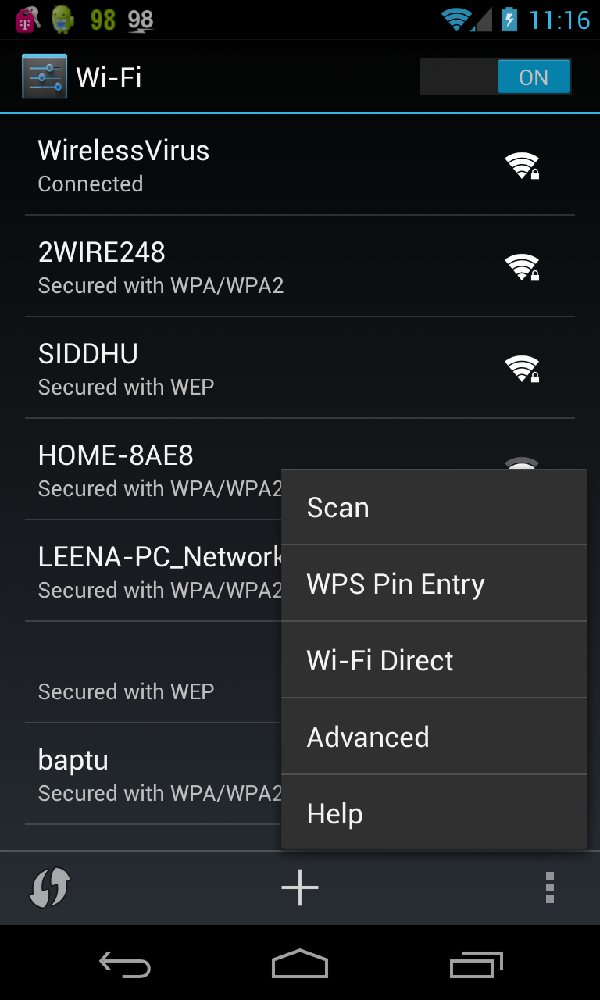 T 98 98 11:16
Wi-Fi ON
WirelessVirus
Connected
2WIRE248
Secured with WPA/WPA2
SIDDHU
Secured with WEP
HOME-8AE8
Secured with WPA/WPA2
LEENA-PC_Network
Secured with WPA/WPA2
Secured with WEP
baptu
Secured with WPA/WPA2
Scan
WPS Pin Entry
Wi-Fi Direct
Advanced
Help